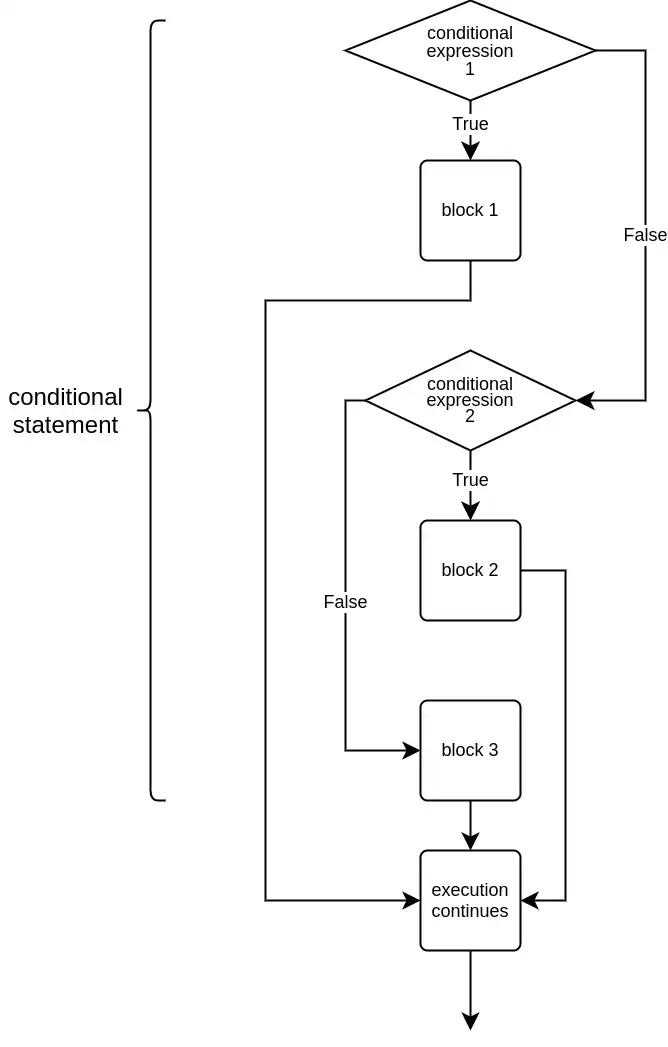 conditional
expression
1
True
block 1
False
conditional
expression
2
conditional
statement
True
block 2
False
block 3
execution
continues